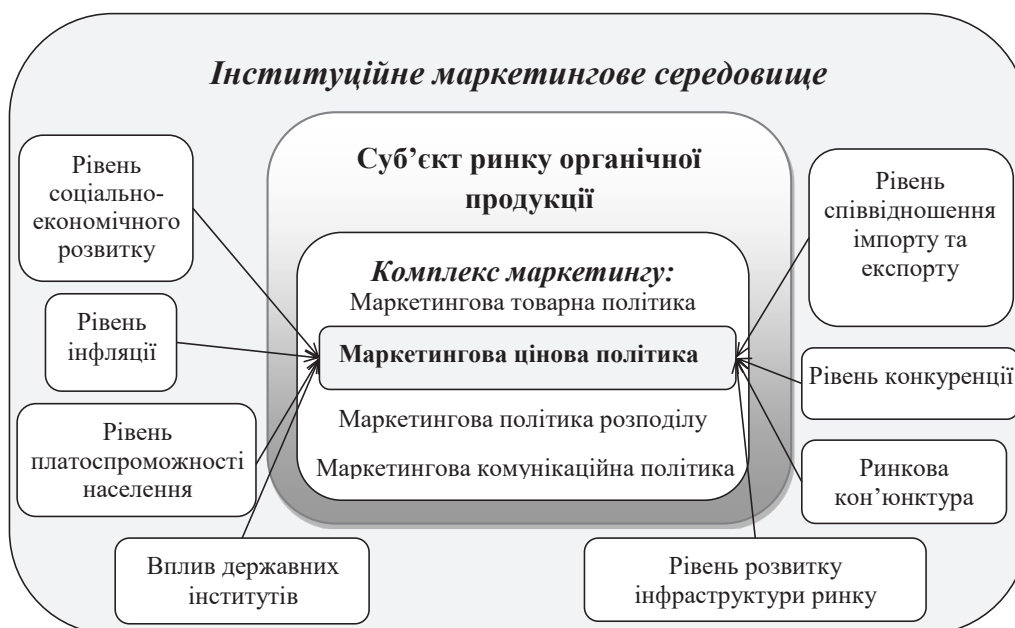 Інституційне маркетингове середовище
Суб’єкт ринку органічної
продукції
Комплекс маркетингу:
Маркетингова товарна політика
Маркетингова цінова політика
Маркетингова політика розподілу
Маркетингова комунікаційна політика
Рівень
соціально-
економічного
розвитку
Рівень
інфляції
Рівень
платоспроможності
населення
Вплив державних
інститутів
Рівень
співвідношення
імпорту та
експорту
Рівень конкуренції
Ринкова
кон’юнктура
Рівень розвитку
інфраструктури ринку